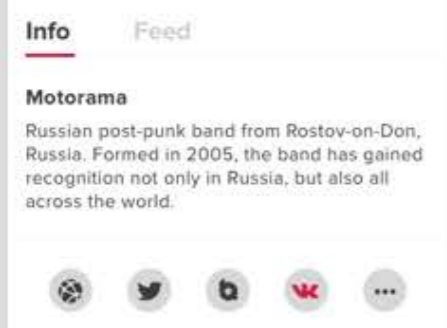 Info Feed
Motorama
Russian post-punk band from Rostov-on-Don,
Russia. Formed in 2005, the band has gained
recognition not only in Russia, but also all
across the world.